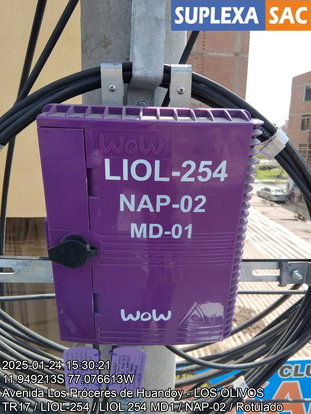 SUPLEXA SAC
WOW
LIOL-254
NAP-02
MD-01
WOW
2025-01-24 15:30:21
11.949213S 77.076613W
Avenida Los Próceres de Huandoy - LOS OLIVOS
TR17 / LIOL-254 / LIOL 254 MD1 / NAP-02 / Rotulado
CLU